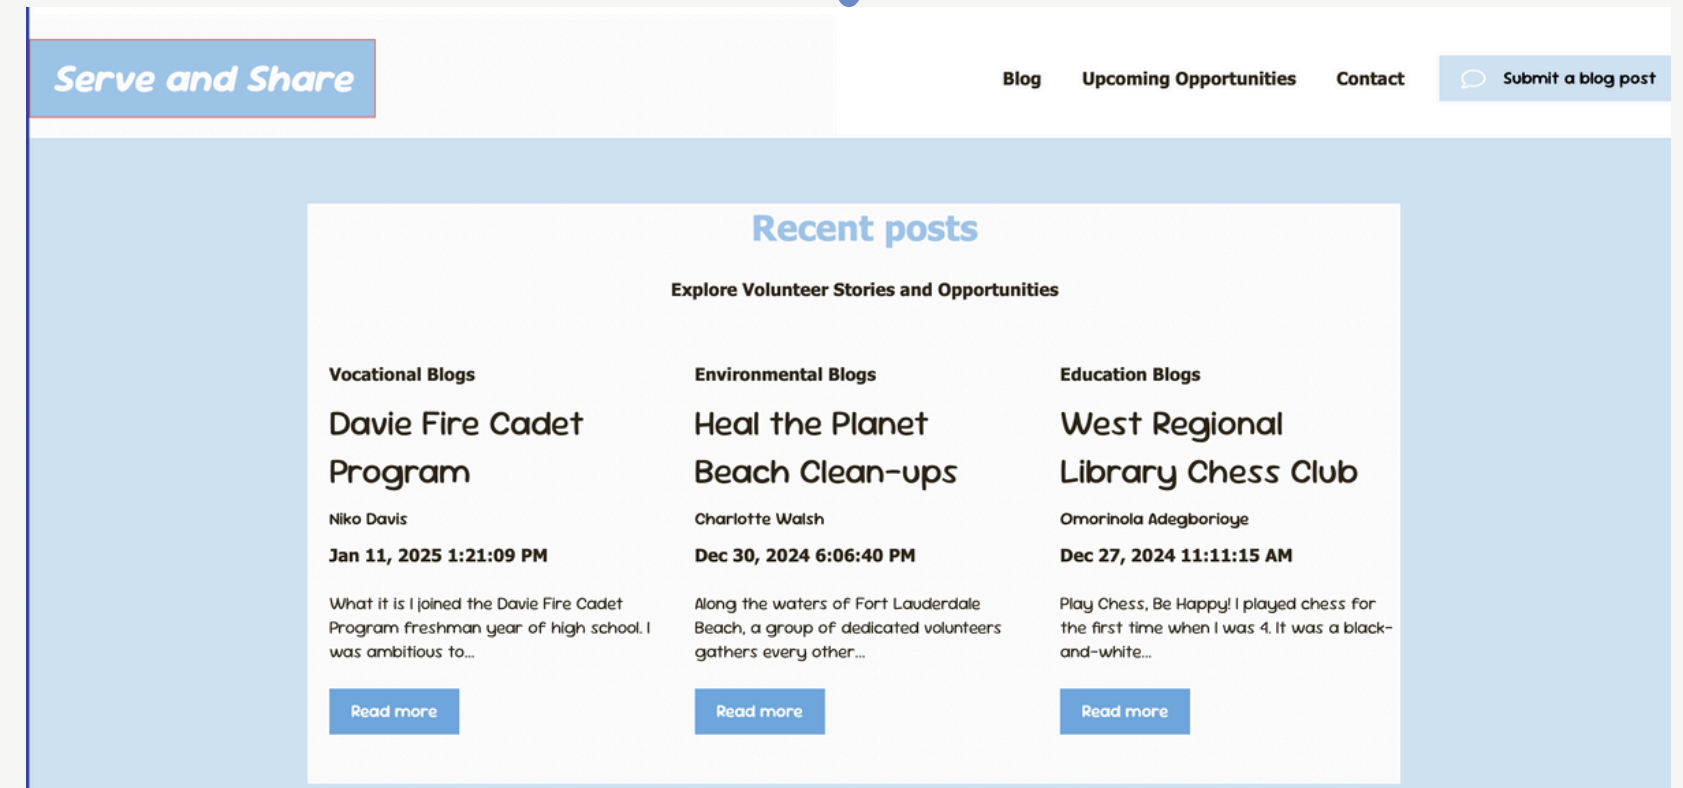 Serve and Share
Blog
Upcoming Opportunities
Contact
Submit a blog post
Recent posts
Explore Volunteer Stories and Opportunities
Vocational Blogs
Davie Fire Cadet
Program
Niko Davis
Jan 11, 2025 1:21:09 PM
What it is I joined the Davie Fire Cadet
Program freshman year of high school. I
was ambitious to...
Read more
Environmental Blogs
Heal the Planet
Beach Clean-ups
Charlotte Walsh
Dec 30, 2024 6:06:40 PM
Along the waters of Fort Lauderdale
Beach, a group of dedicated volunteers
gathers every other...
Read more
Education Blogs
West Regional
Library Chess Club
Omorinola Adegborioye
Dec 27, 2024 11:11:15 AM
Play Chess, Be Happy! I played chess for
the first time when I was 4. It was a black-
and-white...
Read more